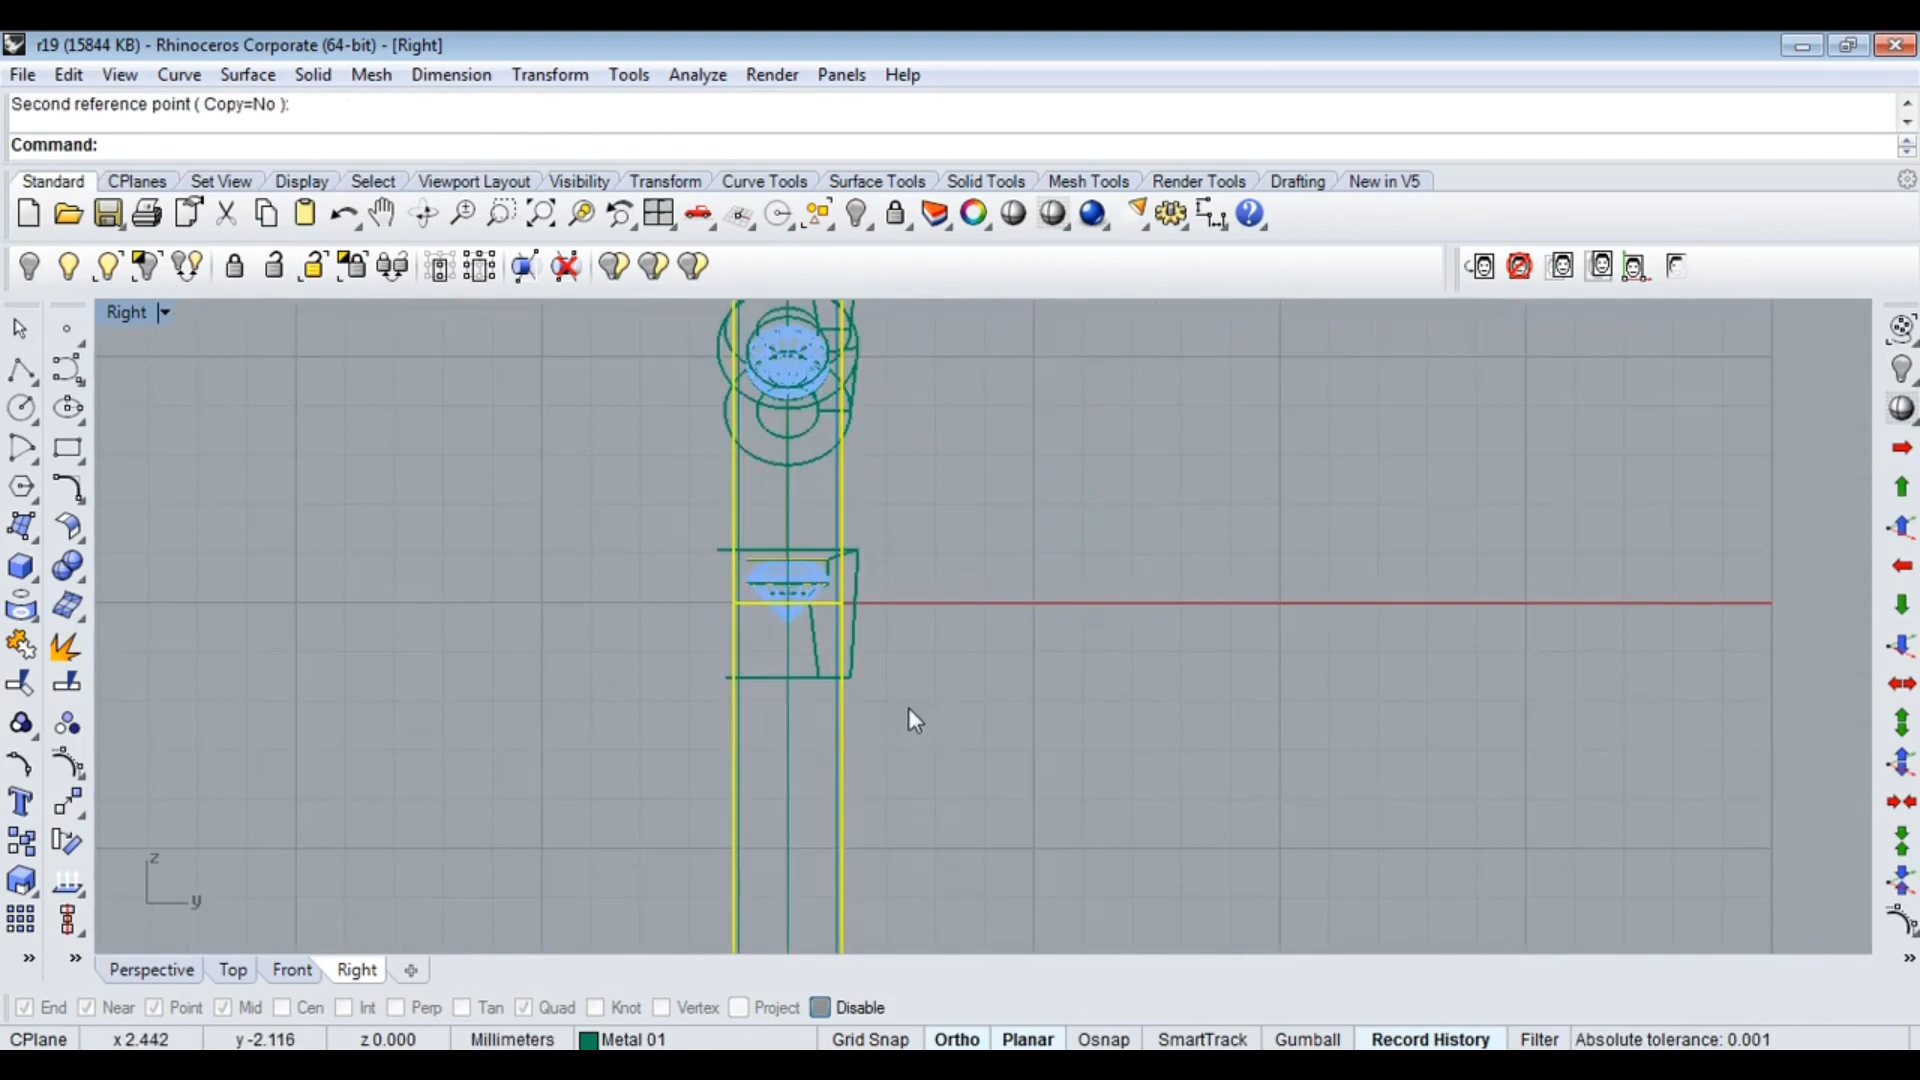 r19 (15844 KB) - Rhinoceros Corporate (64-bit) - [Right]
File Edit View Curve Surface Solid Mesh Dimension Transform Tools Analyze Render Panels Help
Second reference point ( Copy=No ):
Command:
Standard CPlanes Set View Display Select Viewport Layout Visibility Transform Curve Tools Surface Tools Solid Tools Mesh Tools Render Tools Drafting New in V5
Right
z
y
Perspective Top Front Right
End Near Point Mid Cen Int Perp Tan Quad Knot Vertex Project Disable
CPlane x 2.442 y -2.116 z 0.000 Millimeters Metal 01 Grid Snap Ortho Planar Osnap SmartTrack Gumball Record History Filter Absolute tolerance: 0.001